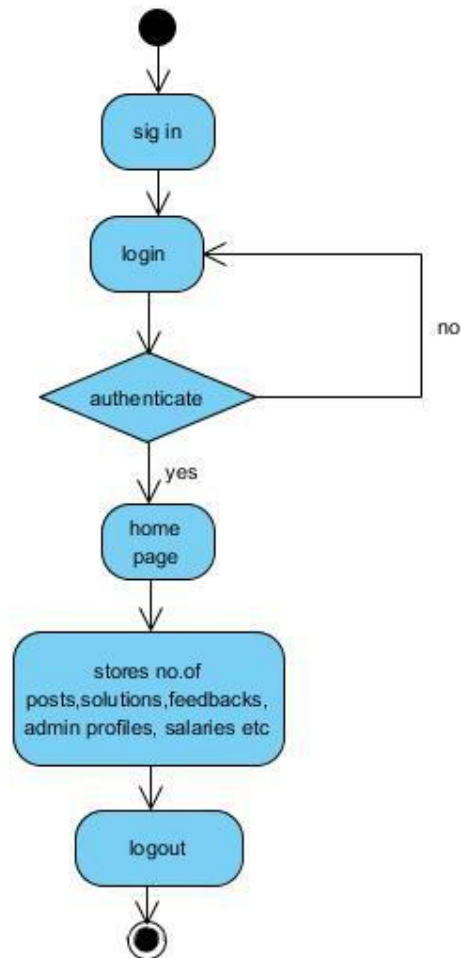 sig in
login
no
authenticate
yes
home
page
stores no.of
posts,solutions,feedbacks,
admin profiles, salaries etc
logout